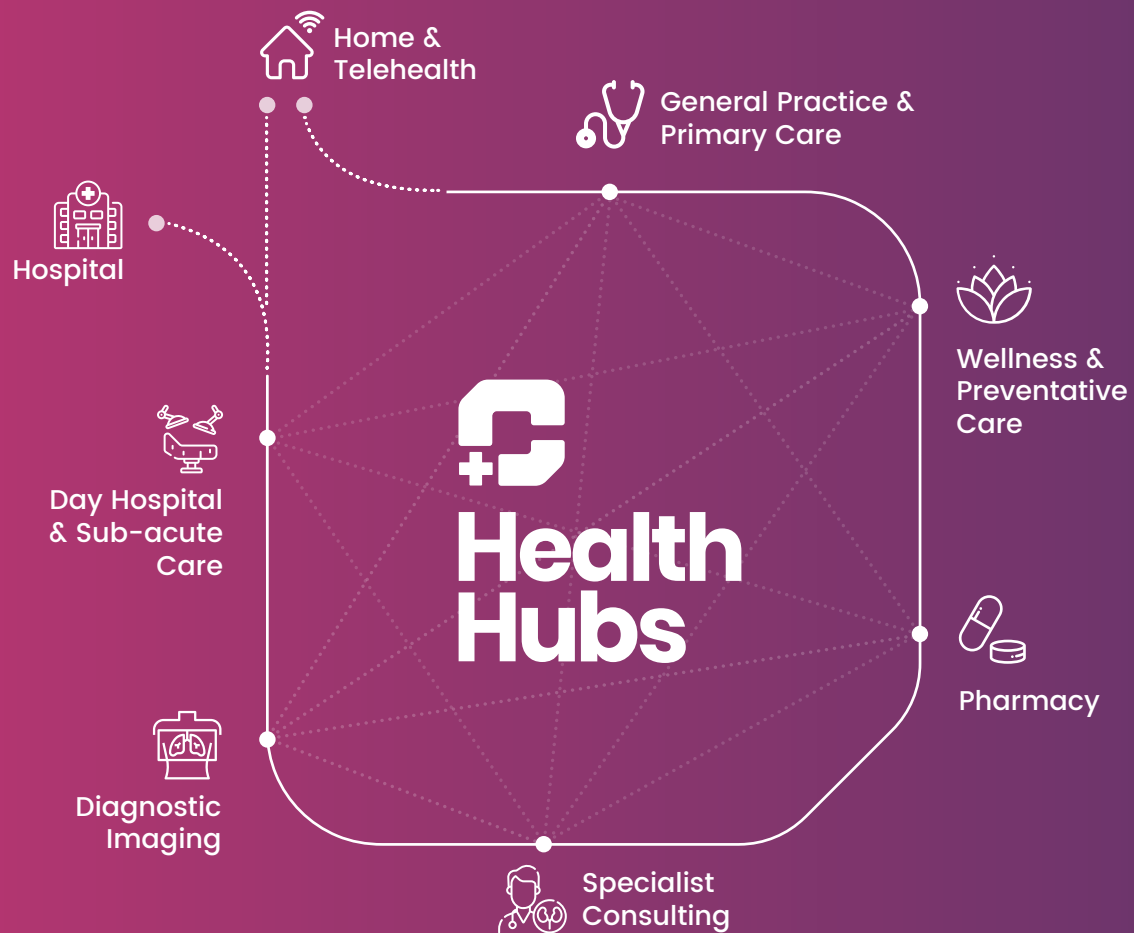 Home &
Telehealth
General Practice &
Primary Care
Hospital
Wellness &
Preventative
Care
Day Hospital
& Sub-acute
Care
Health
Hubs
Pharmacy
Diagnostic
Imaging
Specialist
Consulting